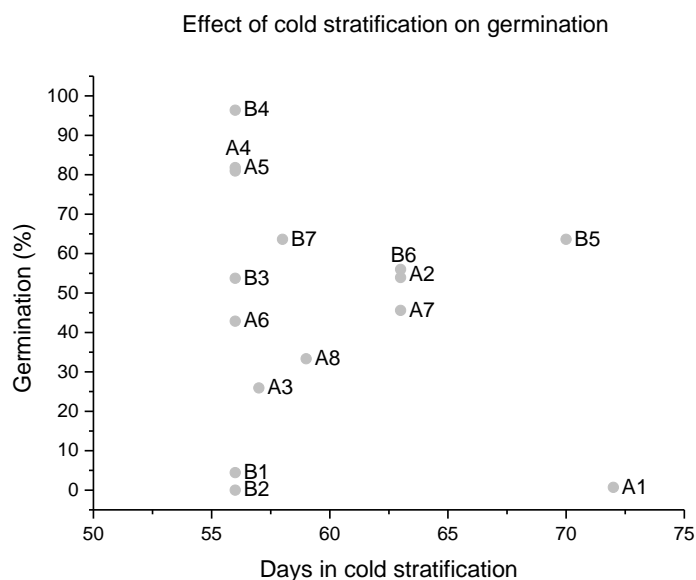 Effect of cold stratification on germination
100
90
80
70
60
50
40
30
20
10
0
Germination (%)
B4
A4
A5
B7
B5
B6
B3
A2
A6
A7
A8
A3
B1
B2
A1
50
55
60
65
70
75
Days in cold stratification